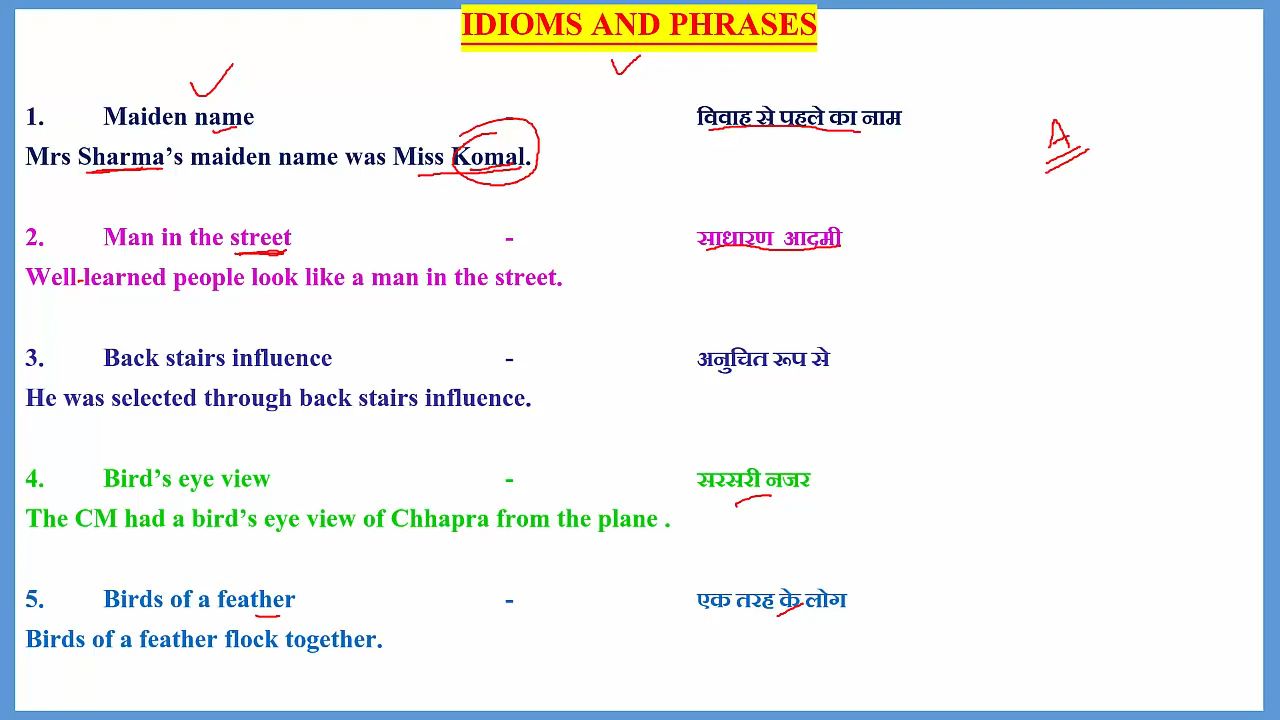 IDIOMS AND PHRASES
1. Maiden name - विवाह से पहले का नाम
A
Mrs Sharma’s maiden name was Miss Komal.
2. Man in the street - साधारण आदमी
Well-learned people look like a man in the street.
3. Back stairs influence - अनुचित रूप से
He was selected through back stairs influence.
4. Bird’s eye view - सरसरी नजर
The CM had a bird’s eye view of Chhapra from the plane .
5. Birds of a feather - एक तरह के लोग
Birds of a feather flock together.